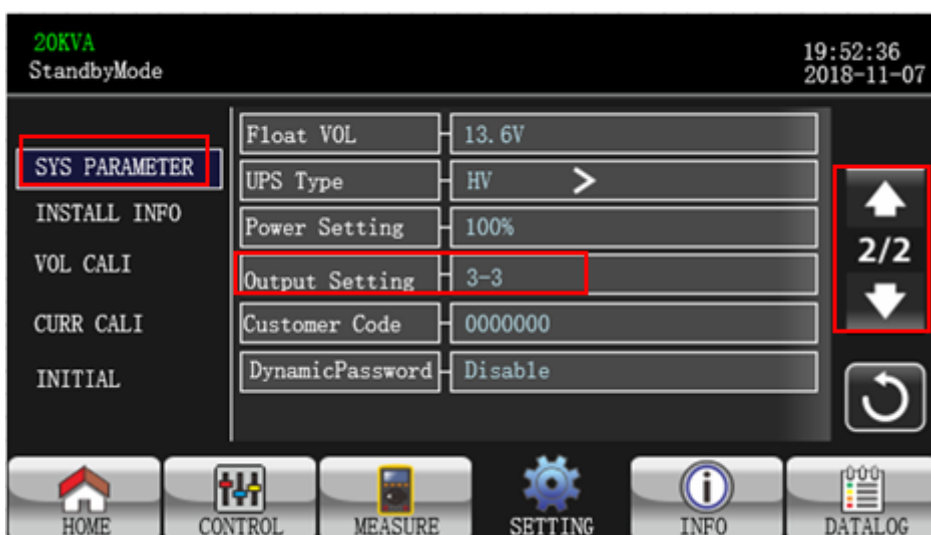 20KVA
StandbyMode
19:52:36
2018-11-07
SYS PARAMETER
INSTALL INFO
VOL CALI
CURR CALI
INITIAL
Float VOL 13.6V
UPS Type HV >
Power Setting 100%
Output Setting 3-3
Customer Code 0000000
DynamicPassword Disable
2/2
HOME CONTROL MEASURE SETTING INFO DATALOG